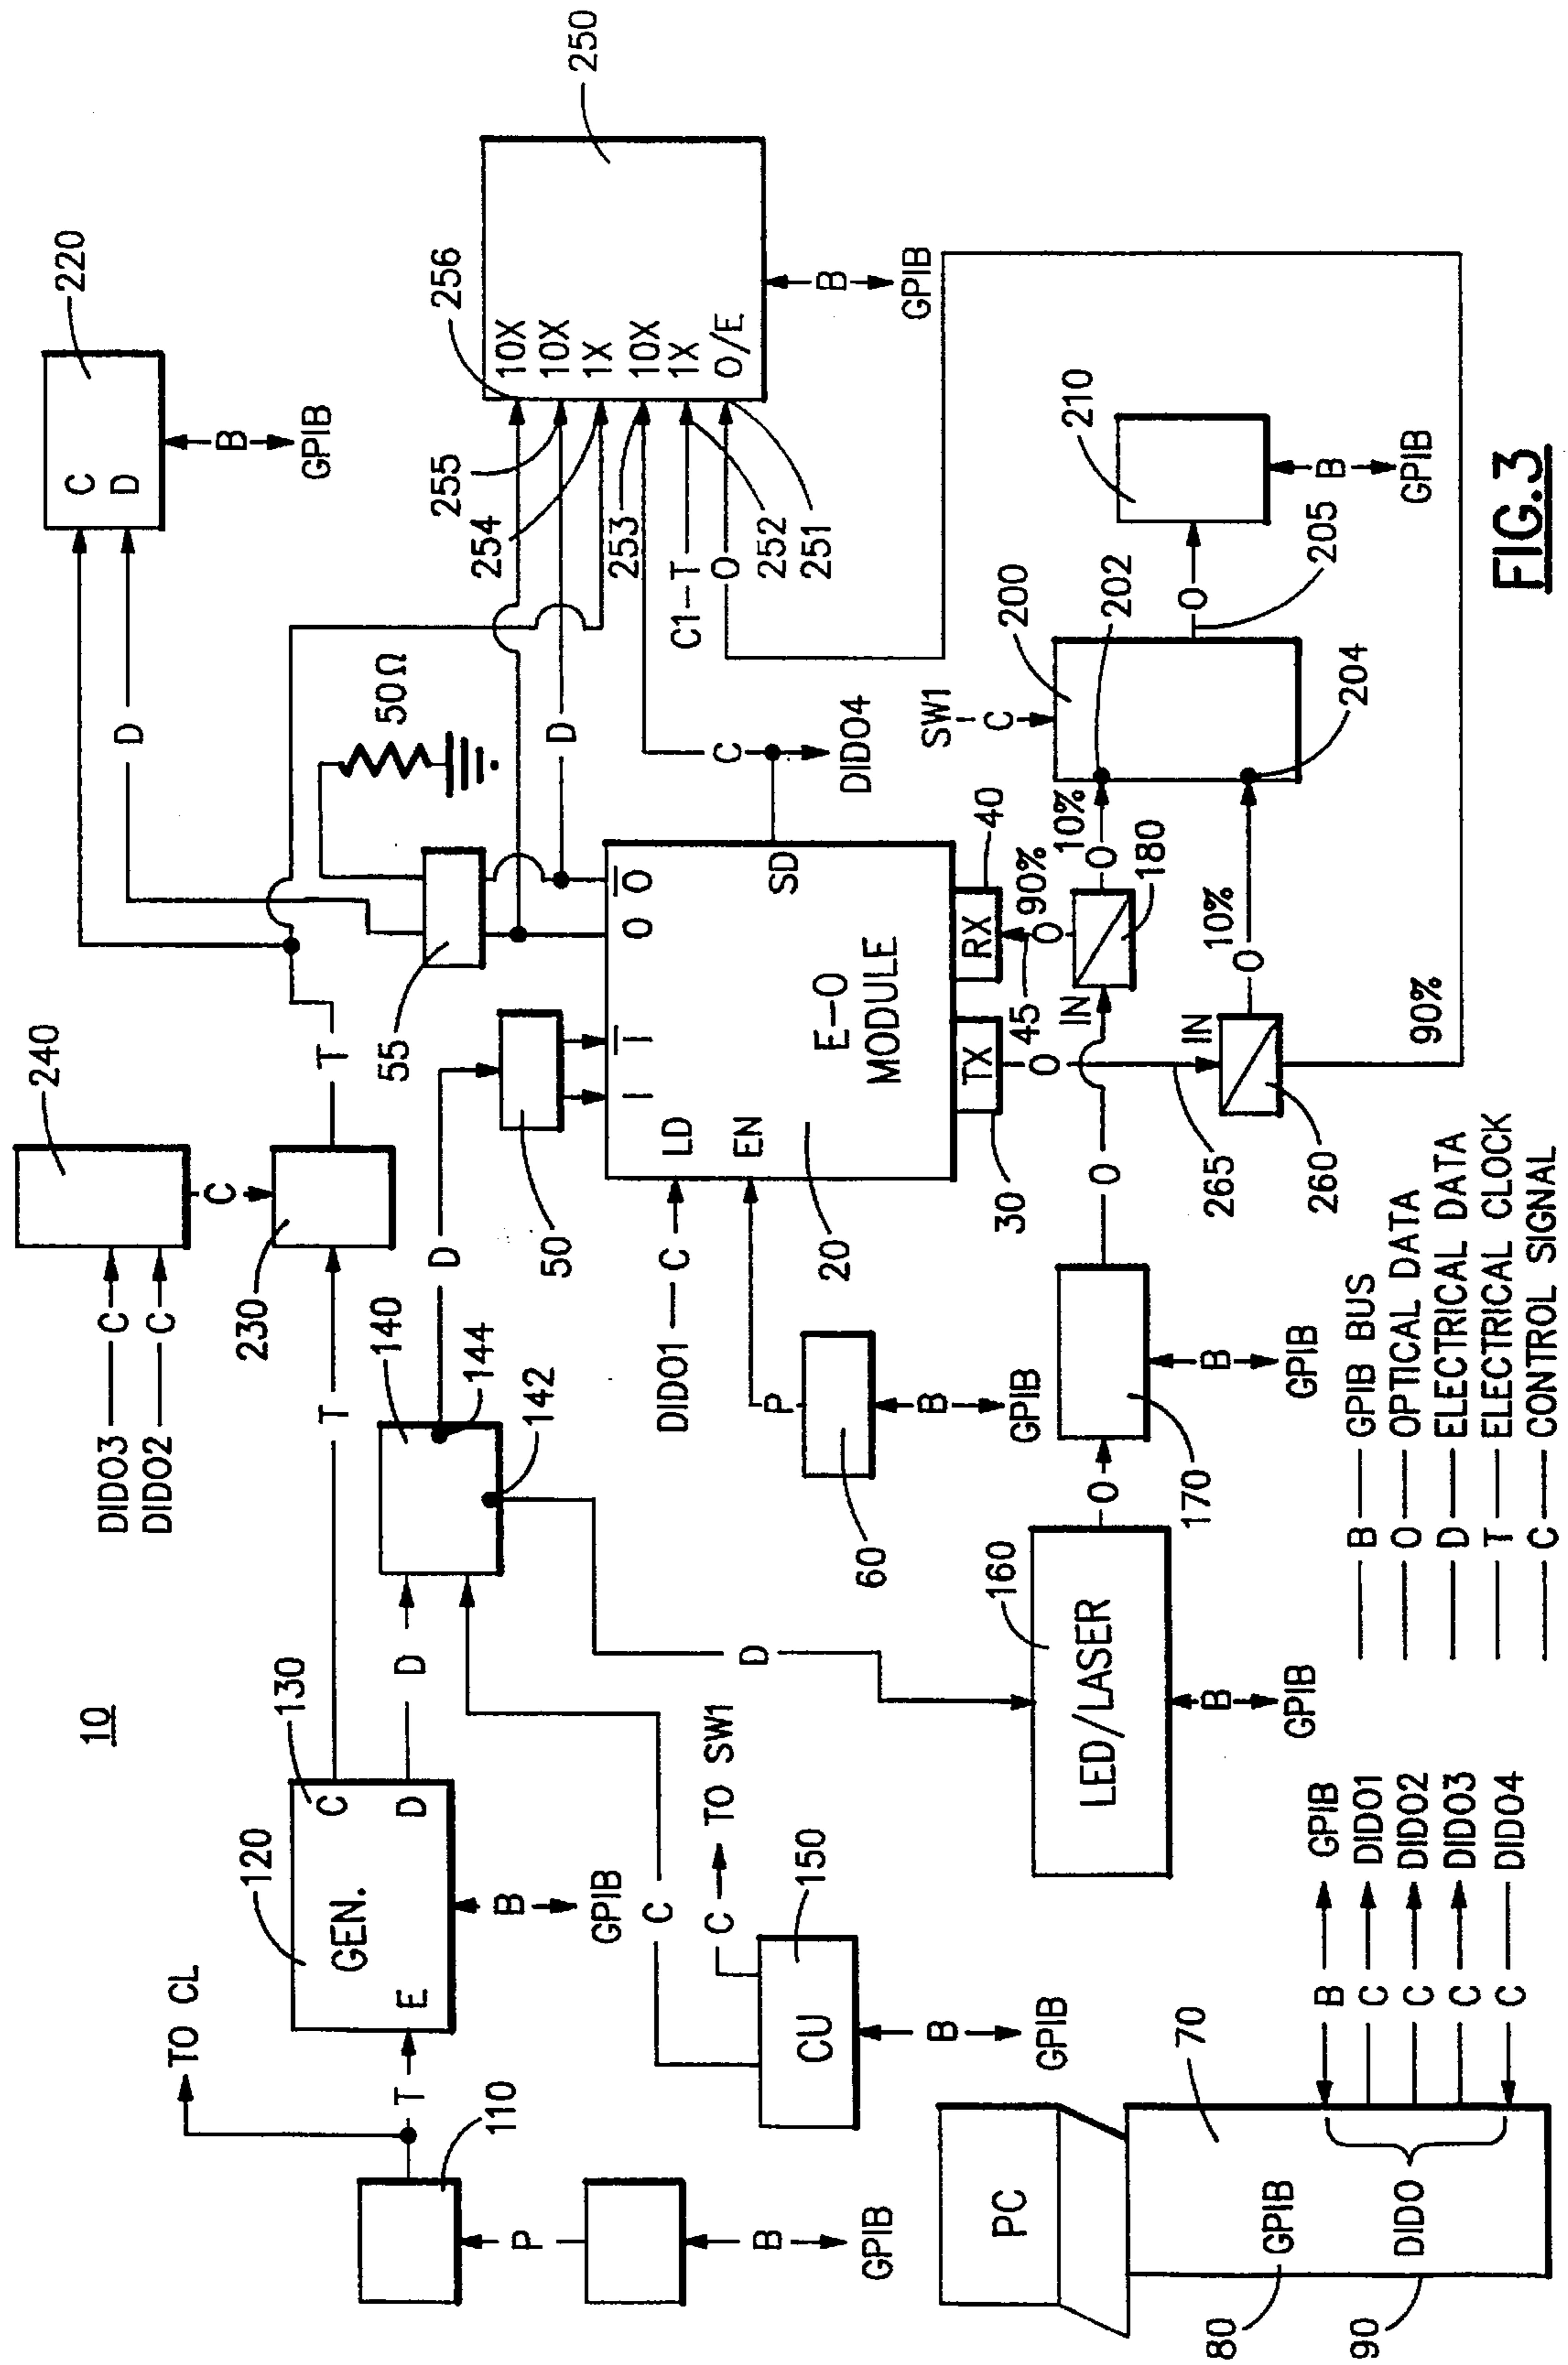 10
TO CL
110
T
P
B
GPIB
120
130
GEN.
E
C
D
B
GPIB
T
D
DIDO3
C
DIDO2
C
240
C
230
T
140
144
142
D
220
C
D
D
B
GPIB
50Ω
55
50
I
I
O
O
LD
EN
SD
E-O
MODULE
20
TX
RX
30
40
45
DIDO1
C
P
60
B
GPIB
C
DIDO4
D
250
256
255
254
253
252
251
10X
10X
1X
10X
1X
O/E
C1
T
O
B
GPIB
C
C
TO SW1
150
CU
B
GPIB
D
160
LED/LASER
B
GPIB
O
170
B
GPIB
O
IN
180
O
90%
O
10%
O
265
IN
260
O
10%
90%
SW1
C
200
202
204
205
O
210
B
GPIB
PC
70
80
GPIB
90
DIDO
B
GPIB
C
DIDO1
C
DIDO2
C
DIDO3
C
DIDO4
B GPIB BUS
O OPTICAL DATA
D ELECTRICAL DATA
T ELECTRICAL CLOCK
C CONTROL SIGNAL
FIG.3